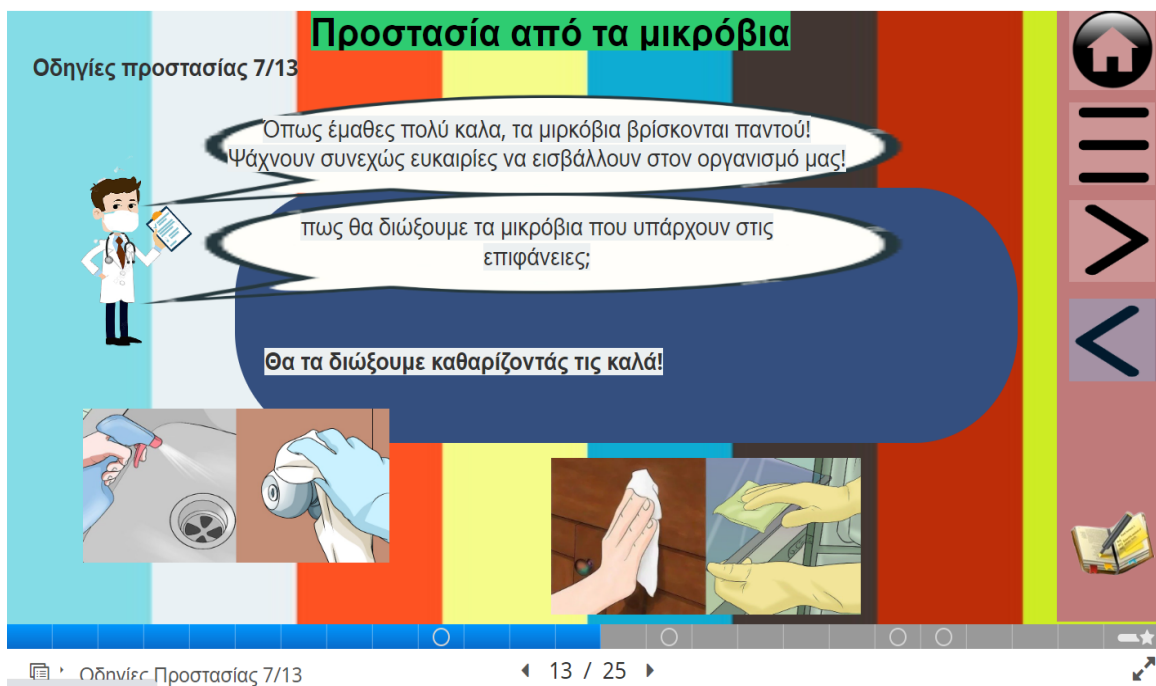 Προστασία από τα μικρόβια
Οδηγίες προστασίας 7/13
Όπως έμαθες πολύ καλα, τα μιρκόβια βρίσκονται παντού!
Ψάχνουν συνεχώς ευκαιρίες να εισβάλλουν στον οργανισμό μας!
πως θα διώξουμε τα μικρόβια που υπάρχουν στις
επιφάνειες;
Θα τα διώξουμε καθαρίζοντάς τις καλά!
Οδηγίες Προστασίας 7/13
13 / 25